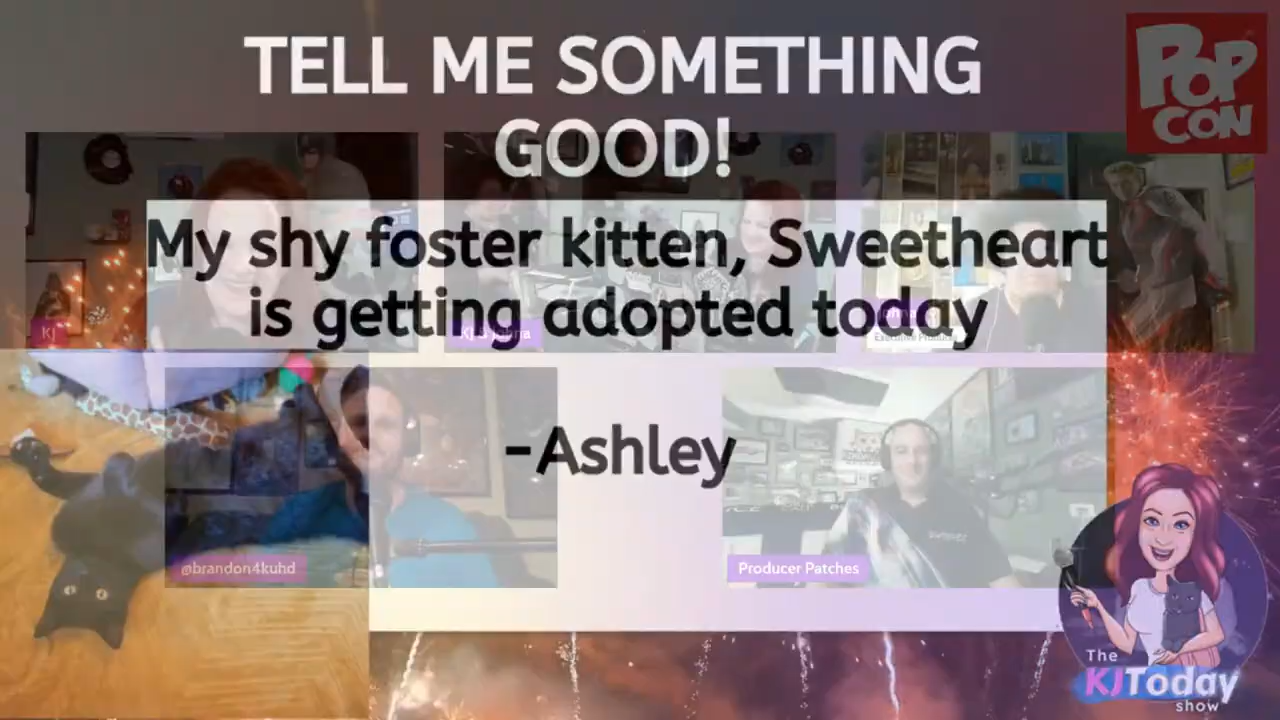 TELL ME SOMETHING
GOOD!
POP
CON
My shy foster kitten, Sweetheart
is getting adopted today
KJ
-Ashley
@brandon4kuhd
Producer Patches
The
KJToday
show